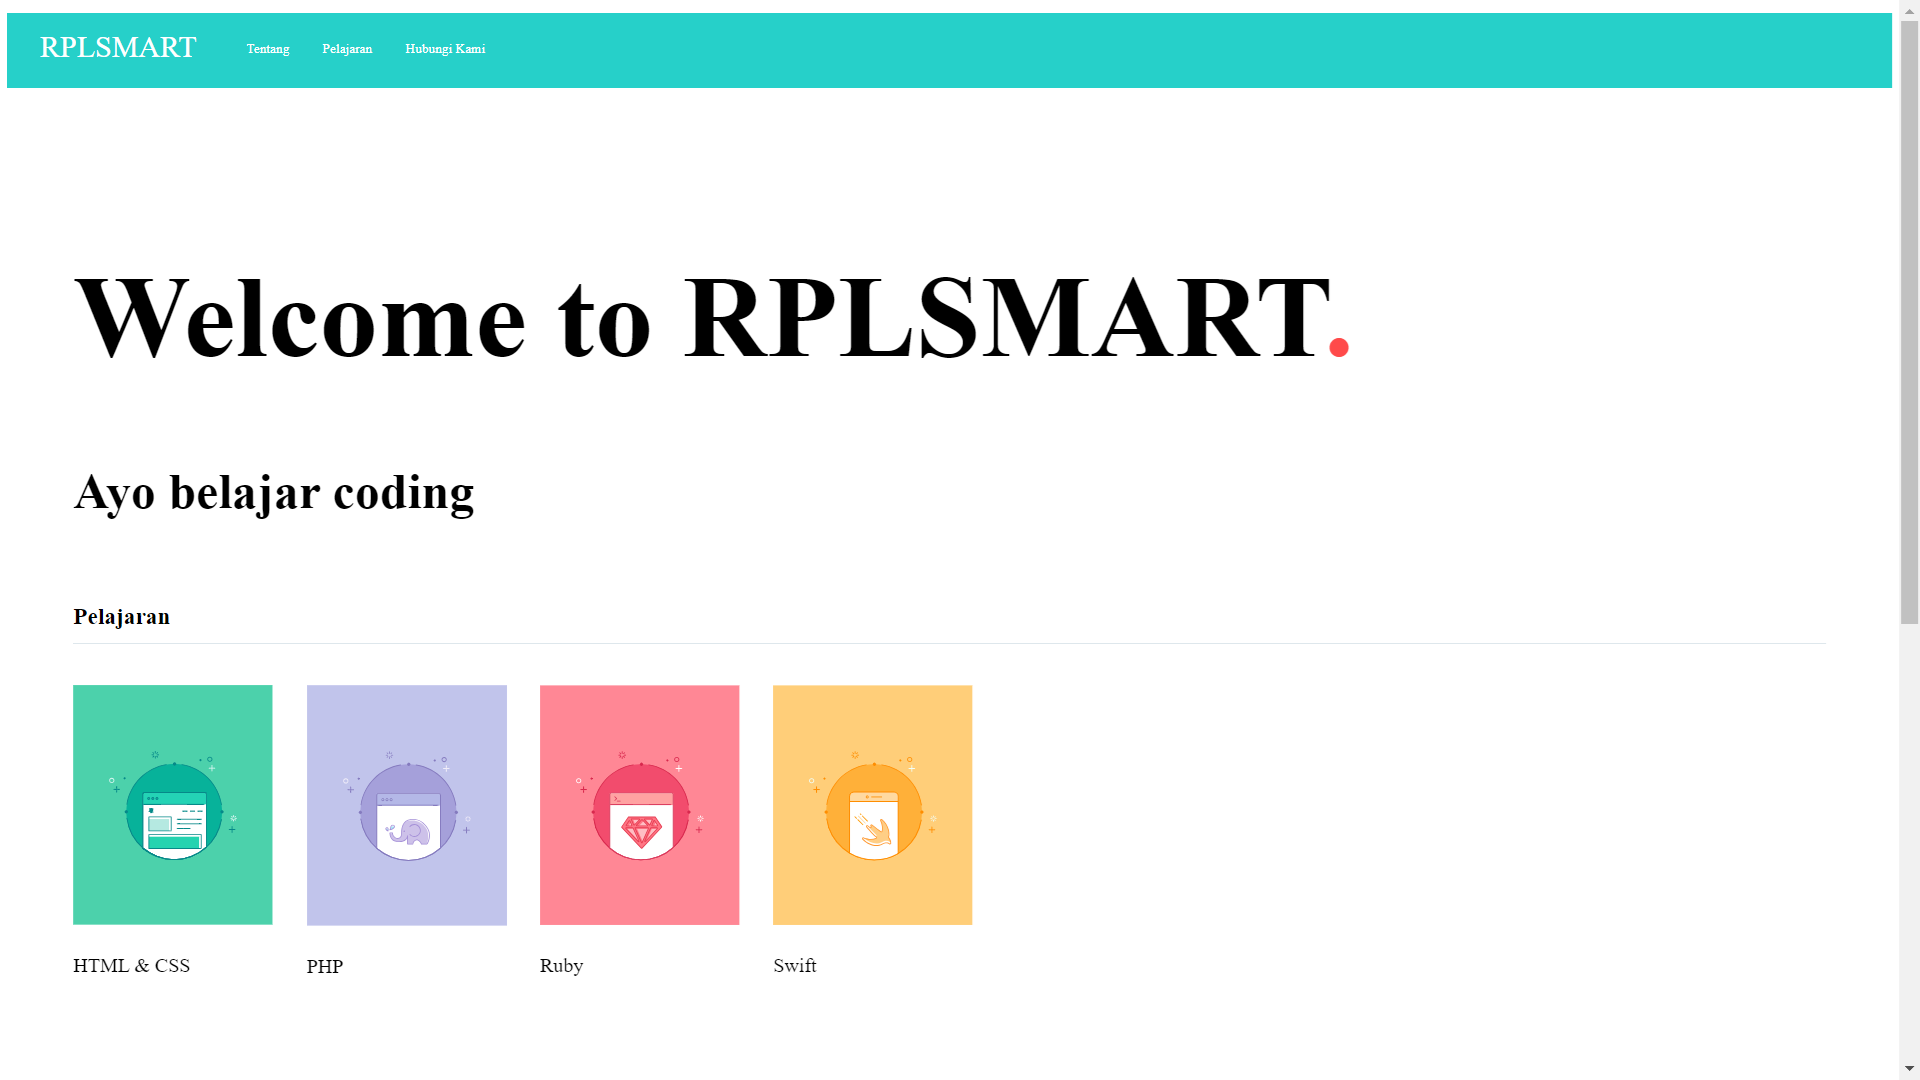 RPLSMART Tentang Pelajaran Hubungi Kami
Welcome to RPLSMART.
Ayo belajar coding
Pelajaran
HTML & CSS PHP Ruby Swift